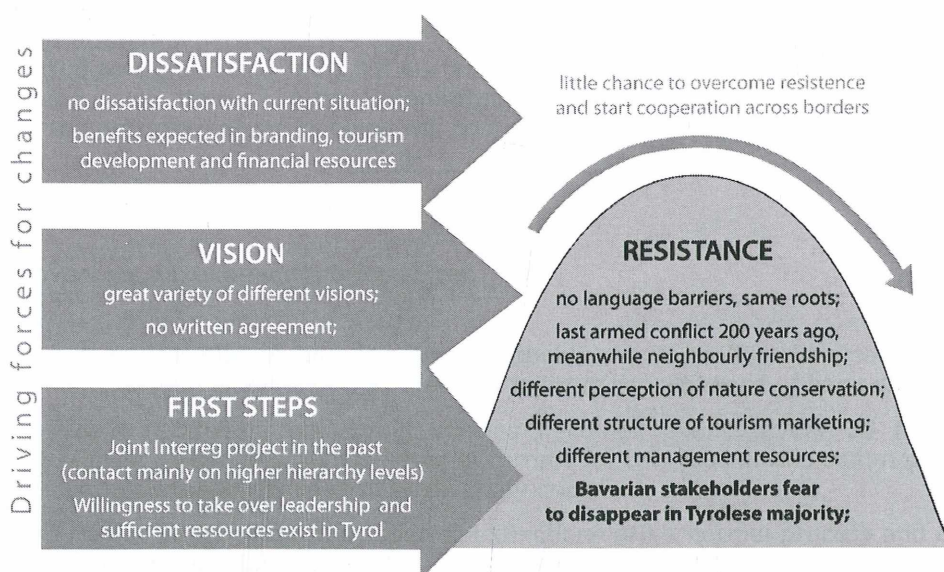 Driving forces for changes
DISSATISFACTION
no dissatisfaction with current situation;
benefits expected in branding, tourism
development and financial resources
VISION
great variety of different visions;
no written agreement;
FIRST STEPS
Joint Interreg project in the past
(contact mainly on higher hierarchy levels)
Willingness to take over leadership and
sufficient ressources exist in Tyrol
little chance to overcome resistence
and start cooperation across borders
RESISTANCE
no language barriers, same roots;
last armed conflict 200 years ago,
meanwhile neighbourly friendship;
different perception of nature conservation;
different structure of tourism marketing;
different management resources;
Bavarian stakeholders fear
to disappear in Tyrolese majority;